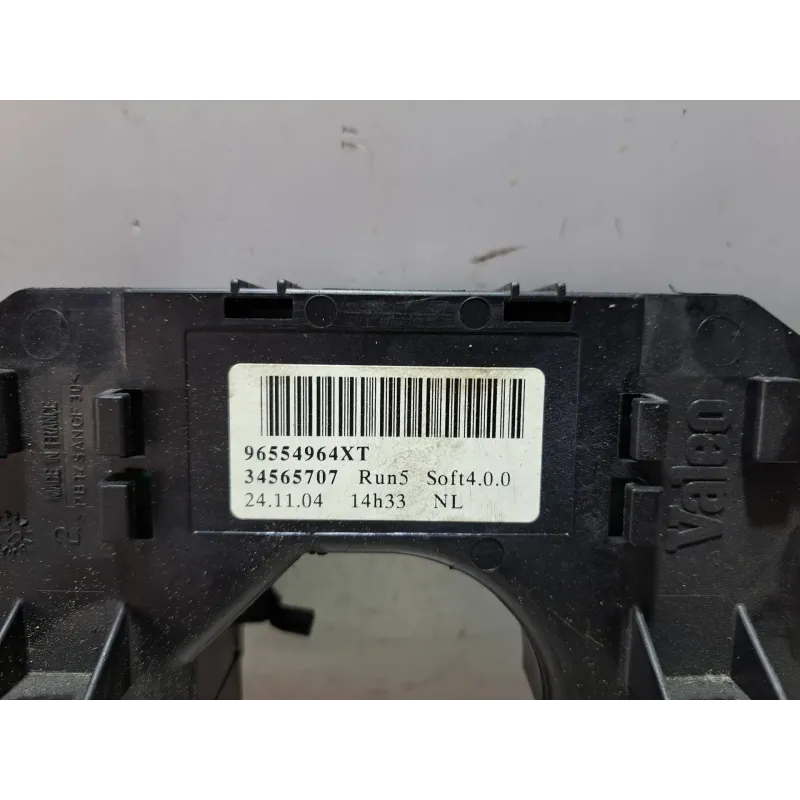 96554964XT
34565707 Run5 Soft4.0.0
24.11.04 14h33 NL
Valeo
MADE IN FRANCE